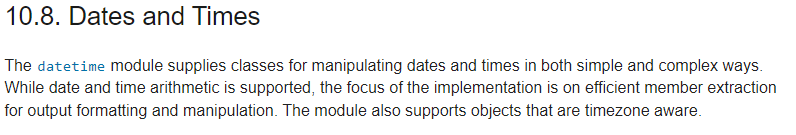 10.8. Dates and Times
The datetime module supplies classes for manipulating dates and times in both simple and complex ways.
While date and time arithmetic is supported, the focus of the implementation is on efficient member extraction
for output formatting and manipulation. The module also supports objects that are timezone aware.